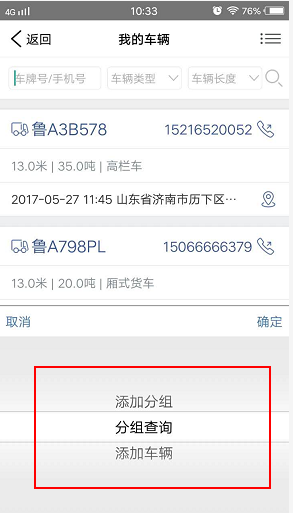 4G 10:33 76%
返回 我的车辆
车牌号/手机号 车辆类型 车辆长度
鲁A3B578 15216520052
13.0米 | 35.0吨 | 高栏车
2017-05-27 11:45 山东省济南市历下区···
鲁A798PL 15066666379
13.0米 | 20.0吨 | 厢式货车
取消 确定
添加分组
分组查询
添加车辆